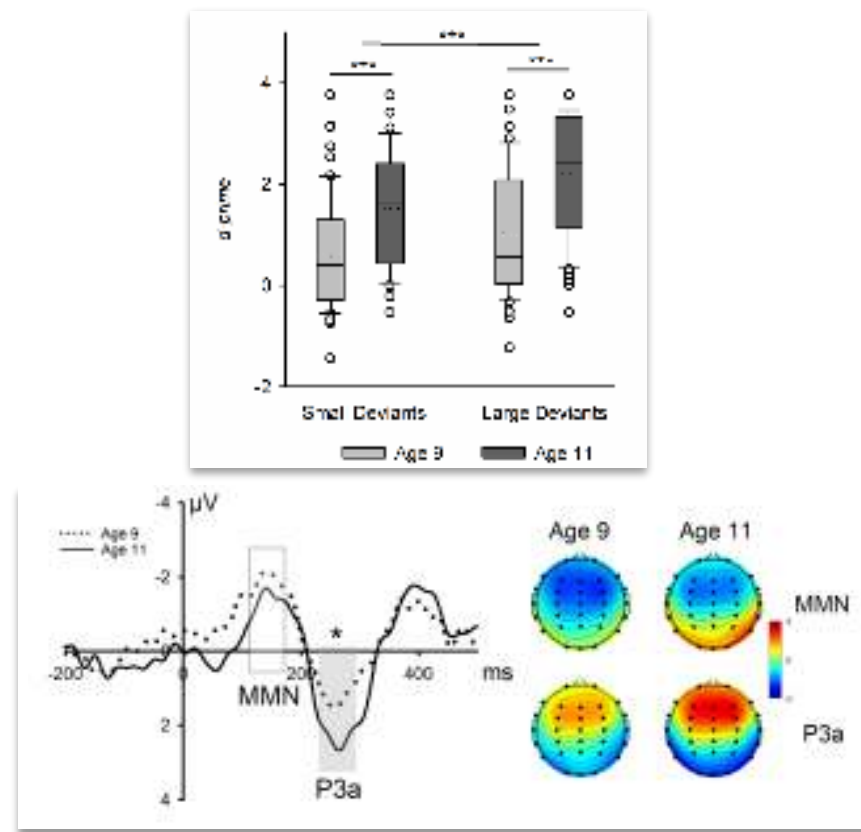 4
2
0
-2
Small Deviants Large Deviants
Age 9 Age 11
-4 µV
Age 9
Age 11
-2
*
-200 0 200 400 ms
MMN
2
P3a
4
Age 9 Age 11
MMN
P3a